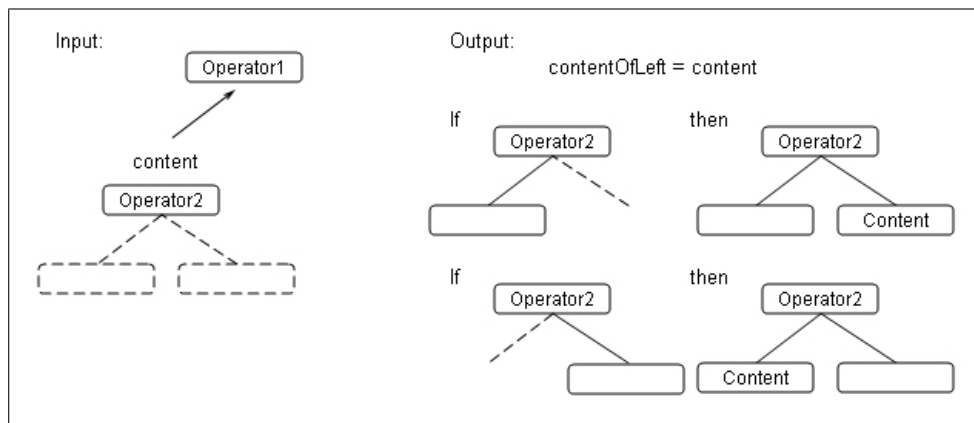 Input:
Operator1
content
Operator2
Output:
contentOfLeft = content
If
Operator2
then
Operator2
Content
If
Operator2
then
Operator2
Content